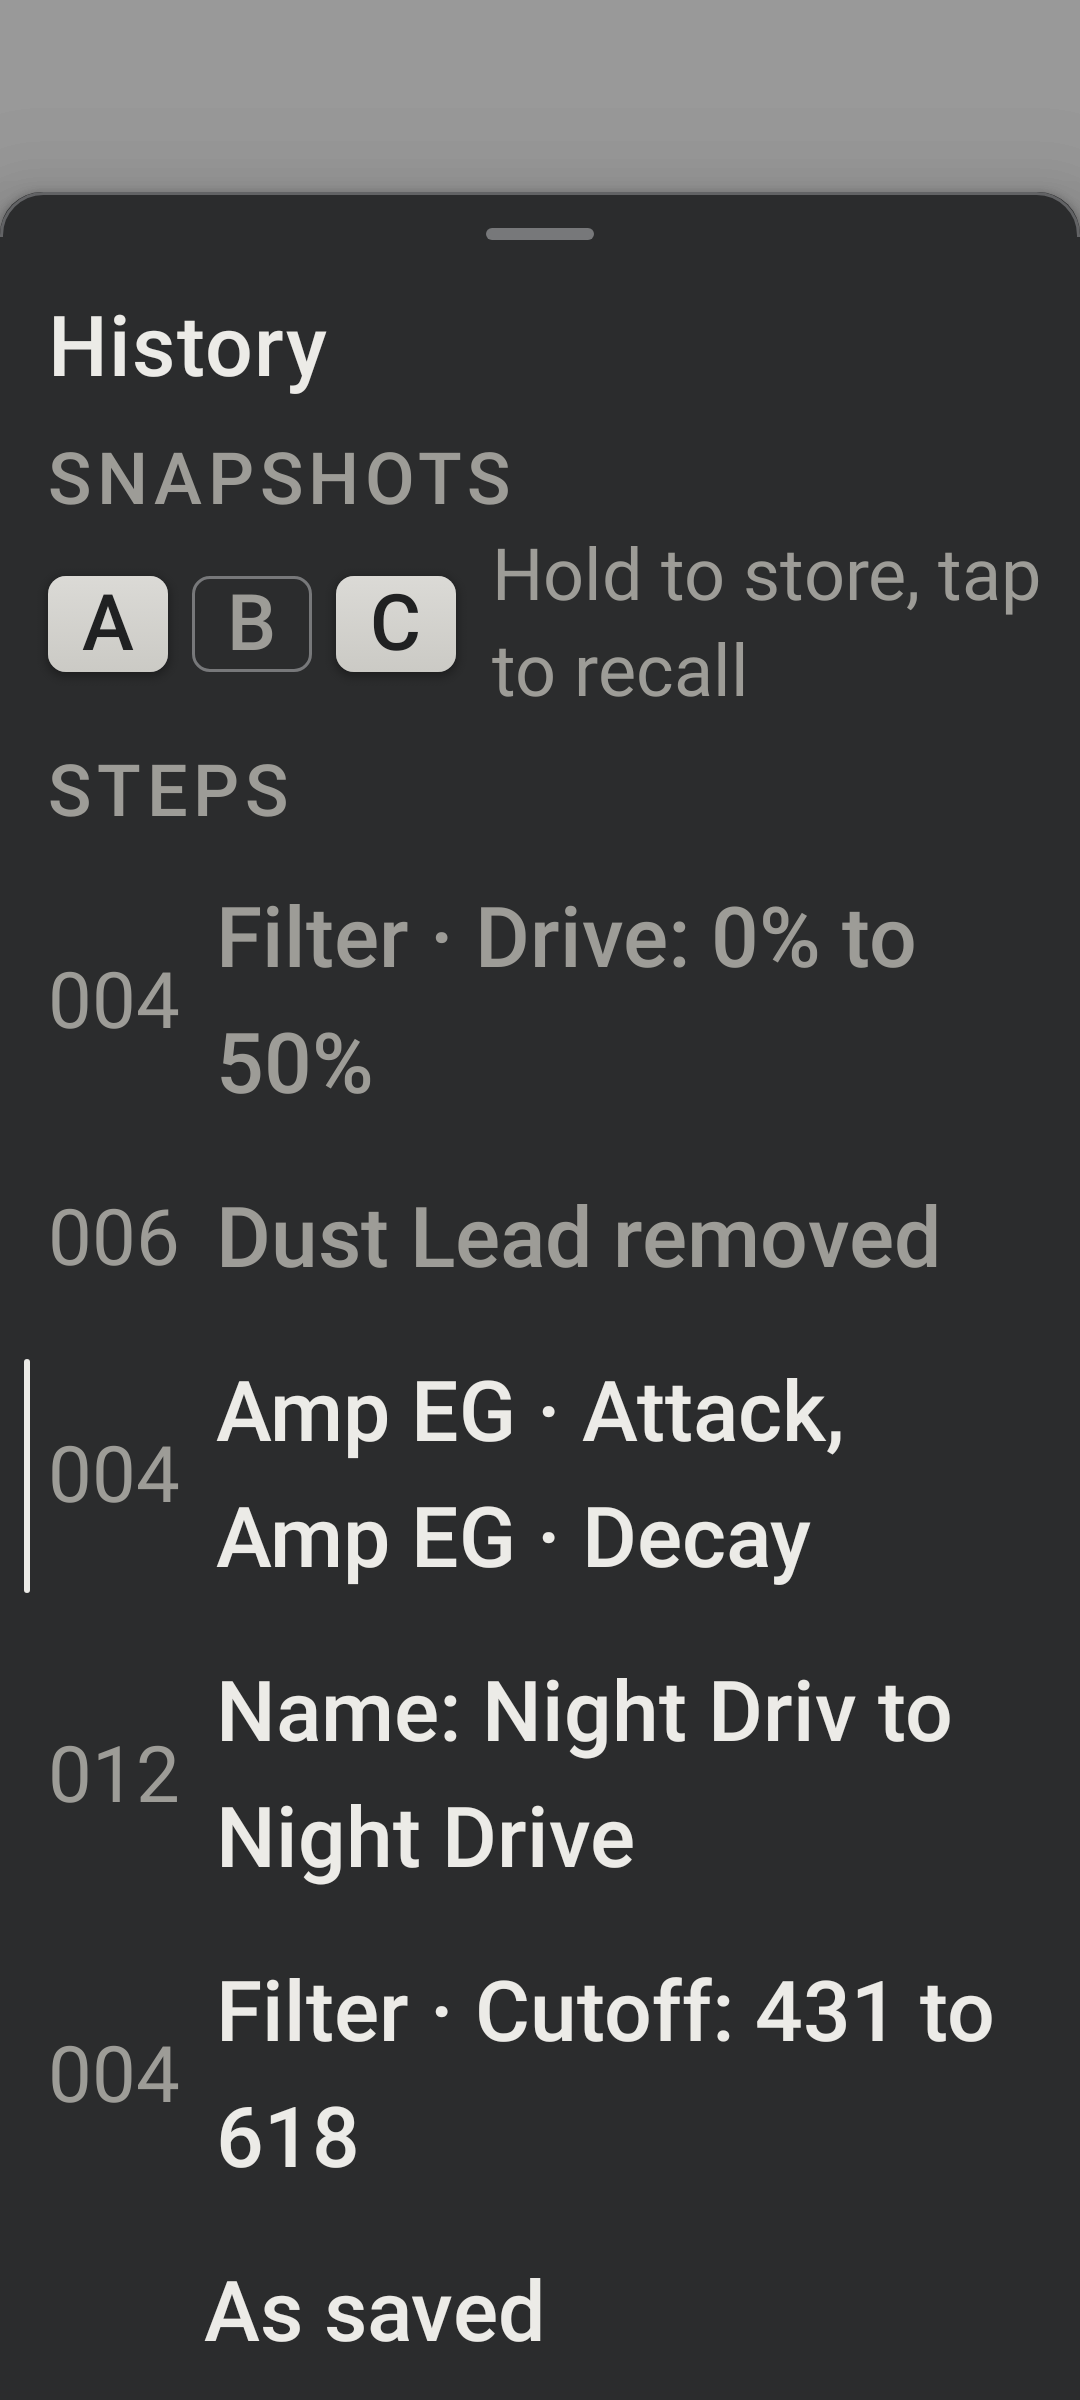 History
SNAPSHOTS
A B C Hold to store, tap
to recall
STEPS
004 Filter · Drive: 0% to
50%
006 Dust Lead removed
004 Amp EG · Attack,
Amp EG · Decay
012 Name: Night Driv to
Night Drive
004 Filter · Cutoff: 431 to
618
As saved